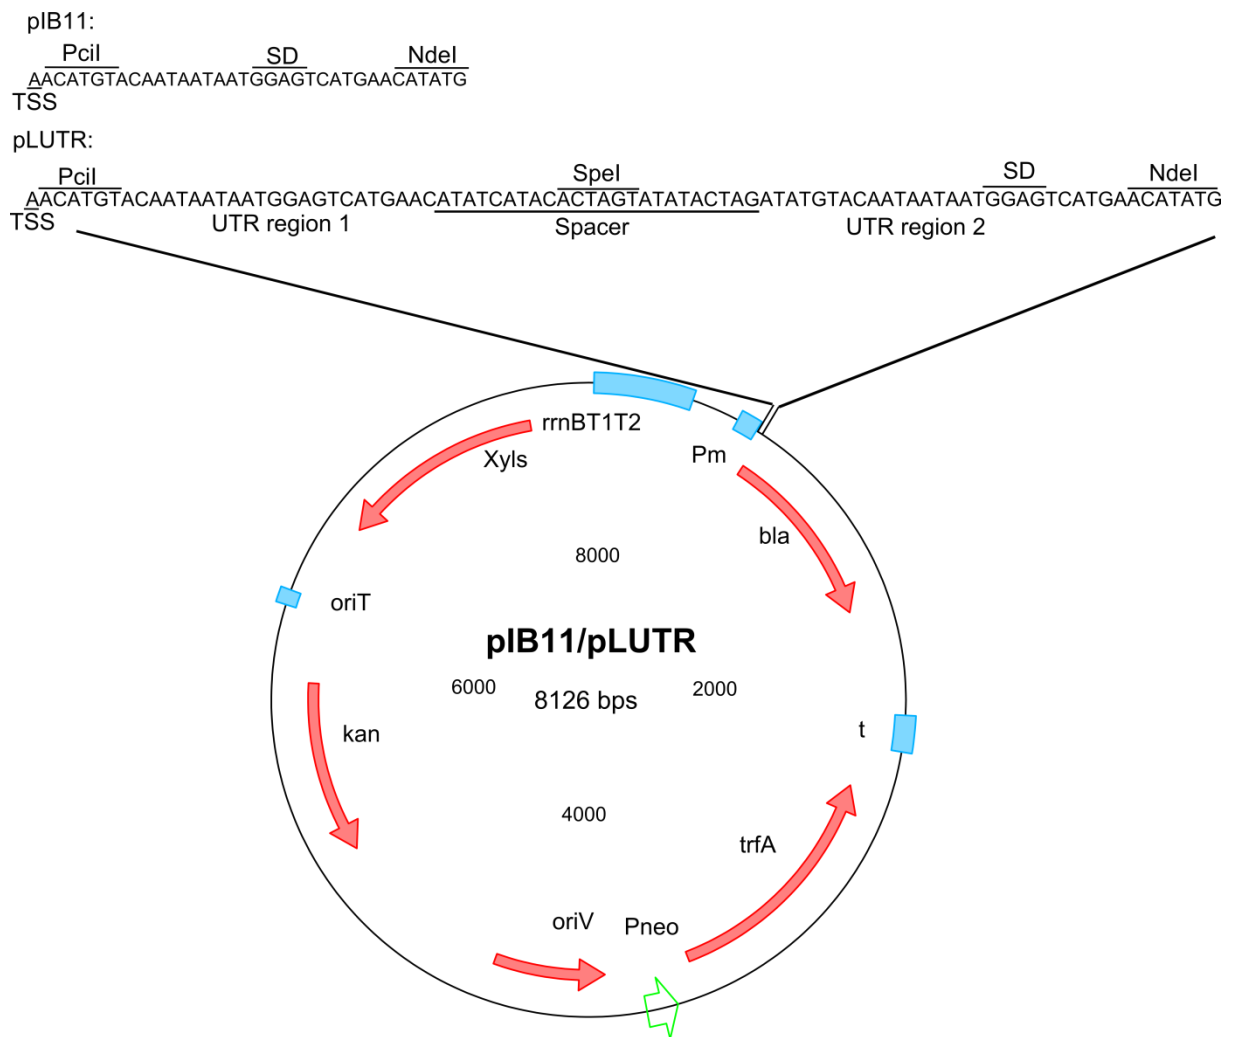 pIB11:
PciI SD NdeI
AACATGTACAATAATAATGGAGTCATGAACATATG
TSS
pLUTR:
PciI SpeI SD NdeI
AACATGTACAATAATAATGGAGTCATGAACATATCATACACTAGTATATACTAGATATGTACAATAATAATGGAGTCATGAACATATG
TSS UTR region 1 Spacer UTR region 2
rrnBT1T2
Xyls Pm
bla
8000
oriT
pIB11/pLUTR
6000 8126 bps 2000
kan t
4000
trfA
oriV Pneo